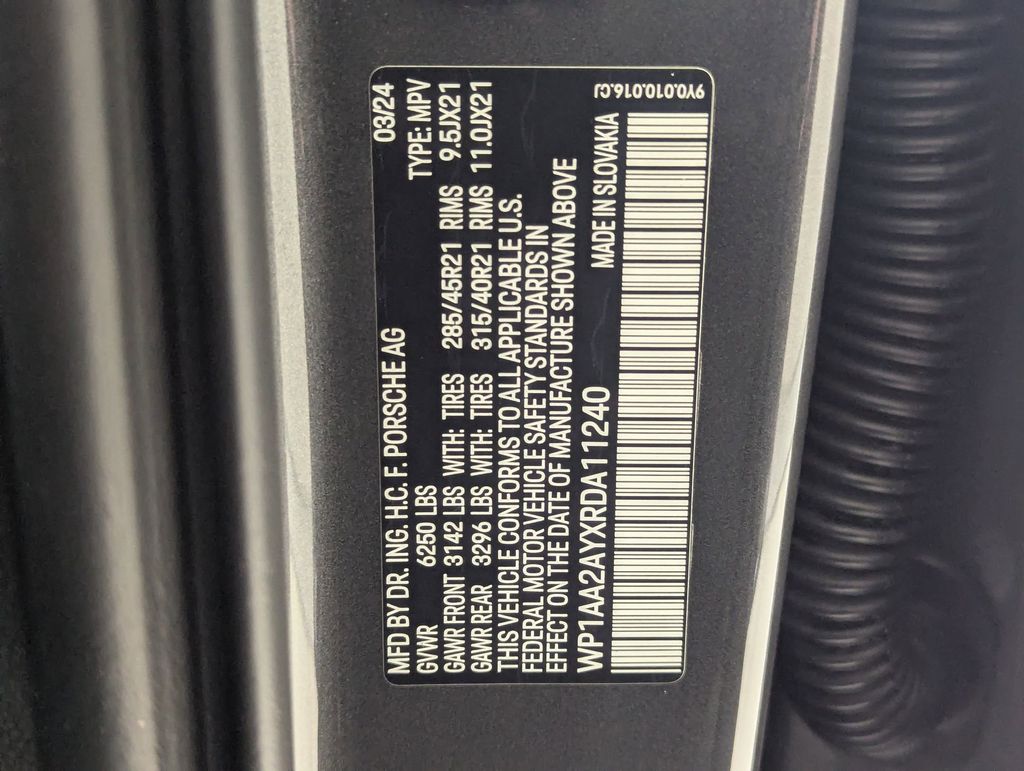 MFD BY DR. ING. H.C. F. PORSCHE AG 03/24
GVWR 6250 LBS TYPE: MPV
GAWR FRONT 3142 LBS WITH: TIRES 285/45R21 RIMS 9.5JX21
GAWR REAR 3296 LBS WITH: TIRES 315/40R21 RIMS 11.0JX21
THIS VEHICLE CONFORMS TO ALL APPLICABLE U.S.
FEDERAL MOTOR VEHICLE SAFETY STANDARDS IN
EFFECT ON THE DATE OF MANUFACTURE SHOWN ABOVE
WP1AA2AYXRDA11240 MADE IN SLOVAKIA
9Y0.010.016.CJ